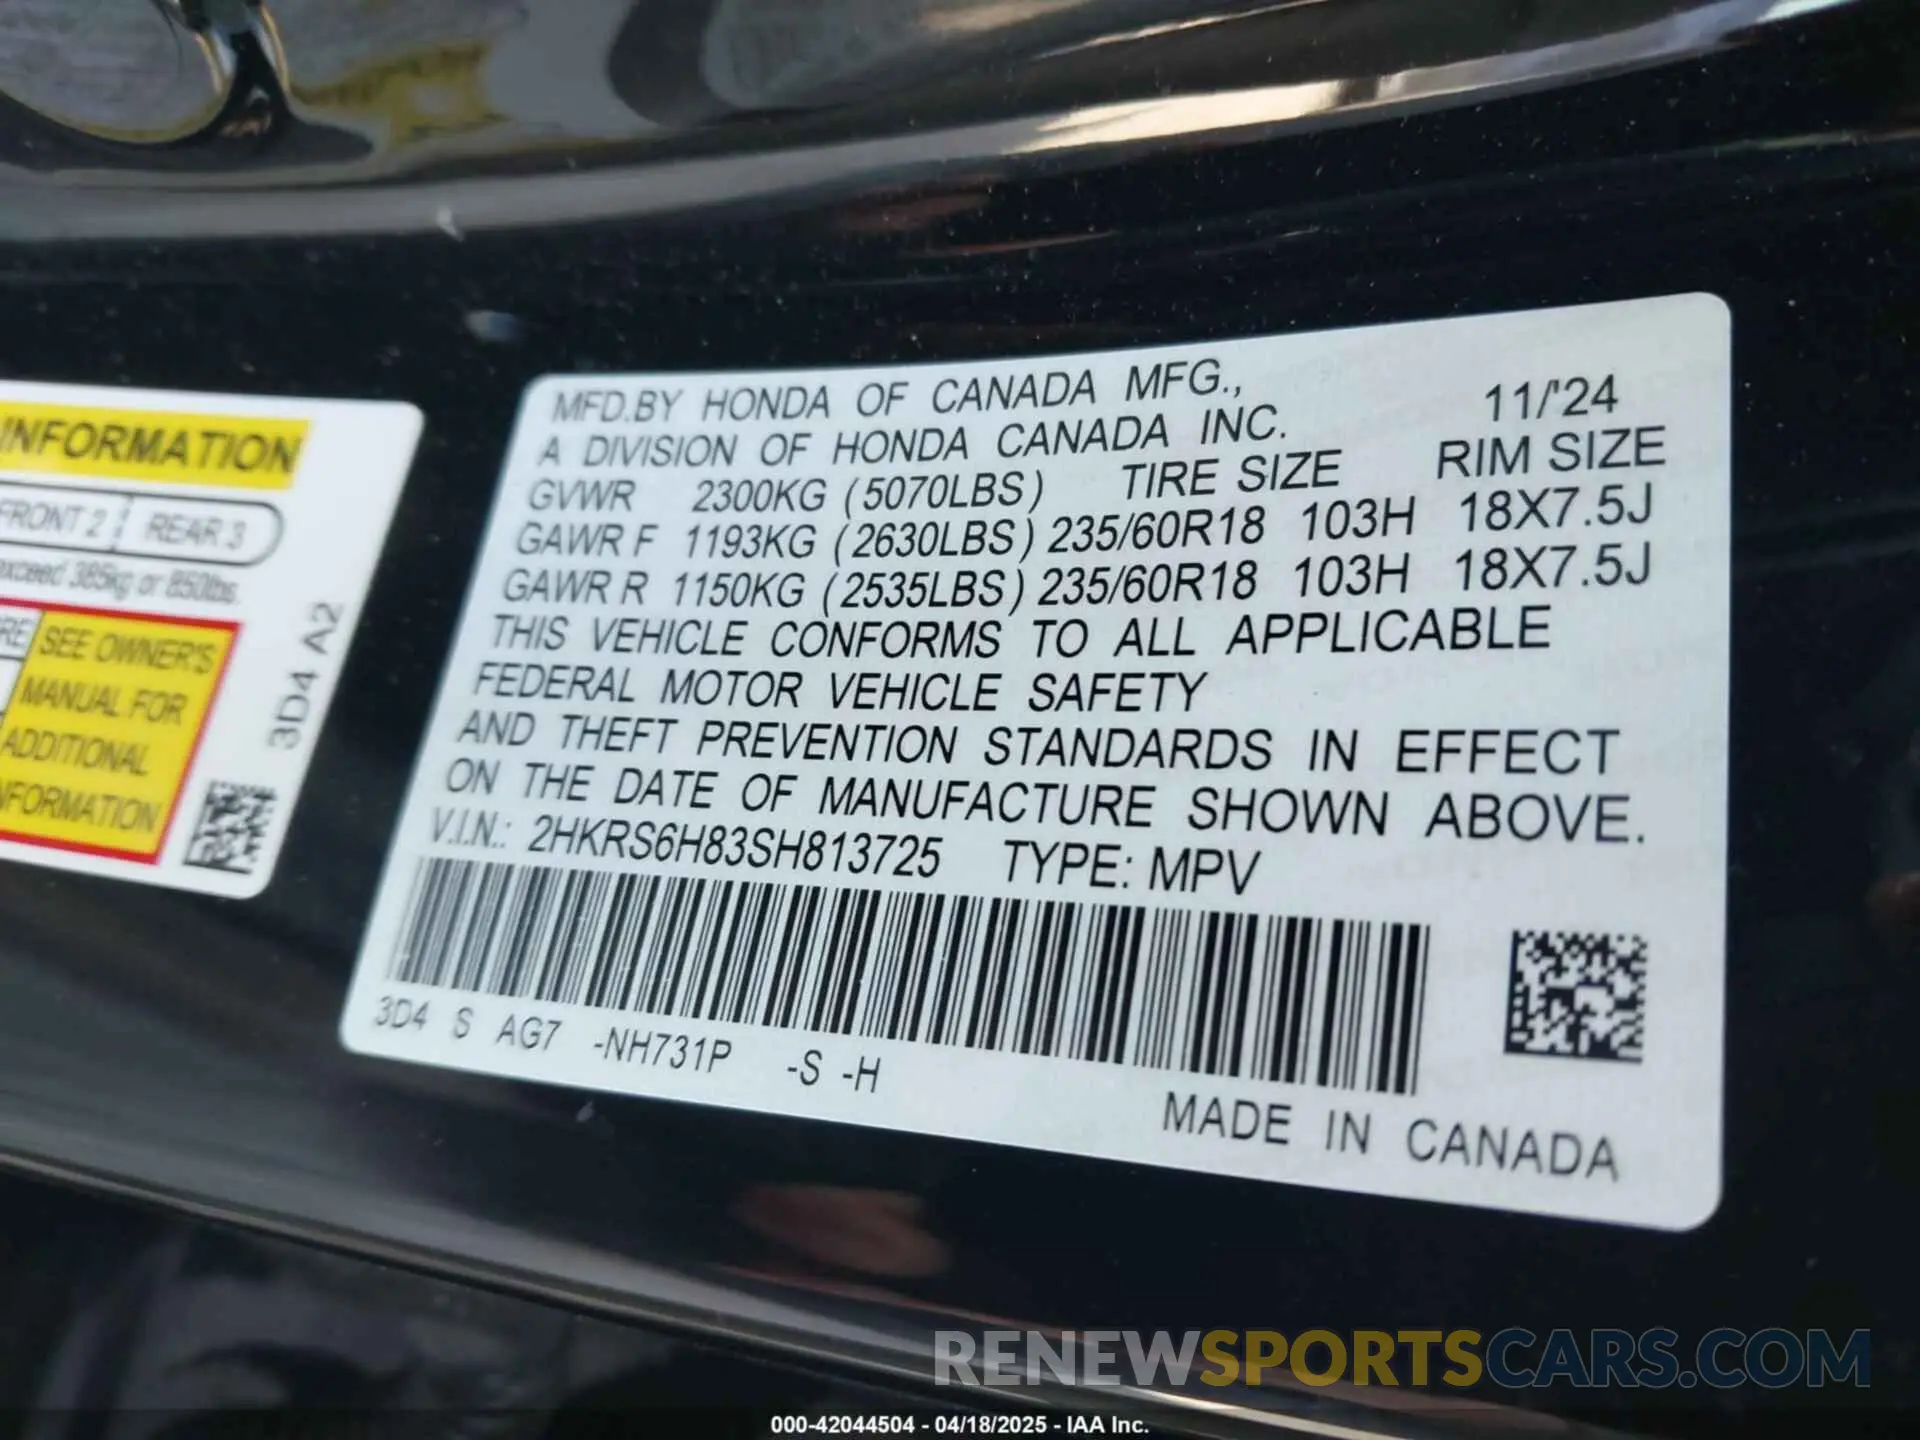 INFORMATION
FRONT 2 REAR 3
exceed 385kg or 850lbs.
SEE OWNER'S
MANUAL FOR
ADDITIONAL
INFORMATION
3D4 A2
MFD.BY HONDA OF CANADA MFG., 11/'24
A DIVISION OF HONDA CANADA INC.
GVWR 2300KG (5070LBS) TIRE SIZE RIM SIZE
GAWR F 1193KG (2630LBS) 235/60R18 103H 18X7.5J
GAWR R 1150KG (2535LBS) 235/60R18 103H 18X7.5J
THIS VEHICLE CONFORMS TO ALL APPLICABLE
FEDERAL MOTOR VEHICLE SAFETY
AND THEFT PREVENTION STANDARDS IN EFFECT
ON THE DATE OF MANUFACTURE SHOWN ABOVE.
V.I.N.: 2HKRS6H83SH813725 TYPE: MPV
3D4 S AG7 -NH731P -S -H
MADE IN CANADA
RENEWSPORTSCARS.COM
000-42044504 - 04/18/2025 - IAA Inc.